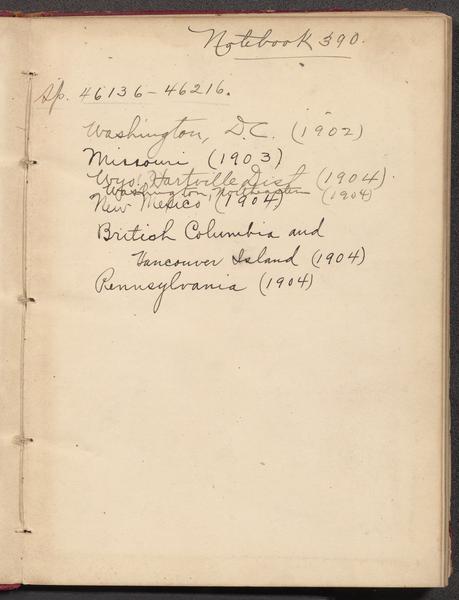 Notebook 390.
Sp. 46136-46216.
Washington, D.C. (1902)
Missouri (1903)
Wyo. Hartville Dist (1904).
Washington, Northeastern (1904)
New Mexico (1904)
British Columbia and
Vancouver Island (1904)
Pennsylvania (1904)